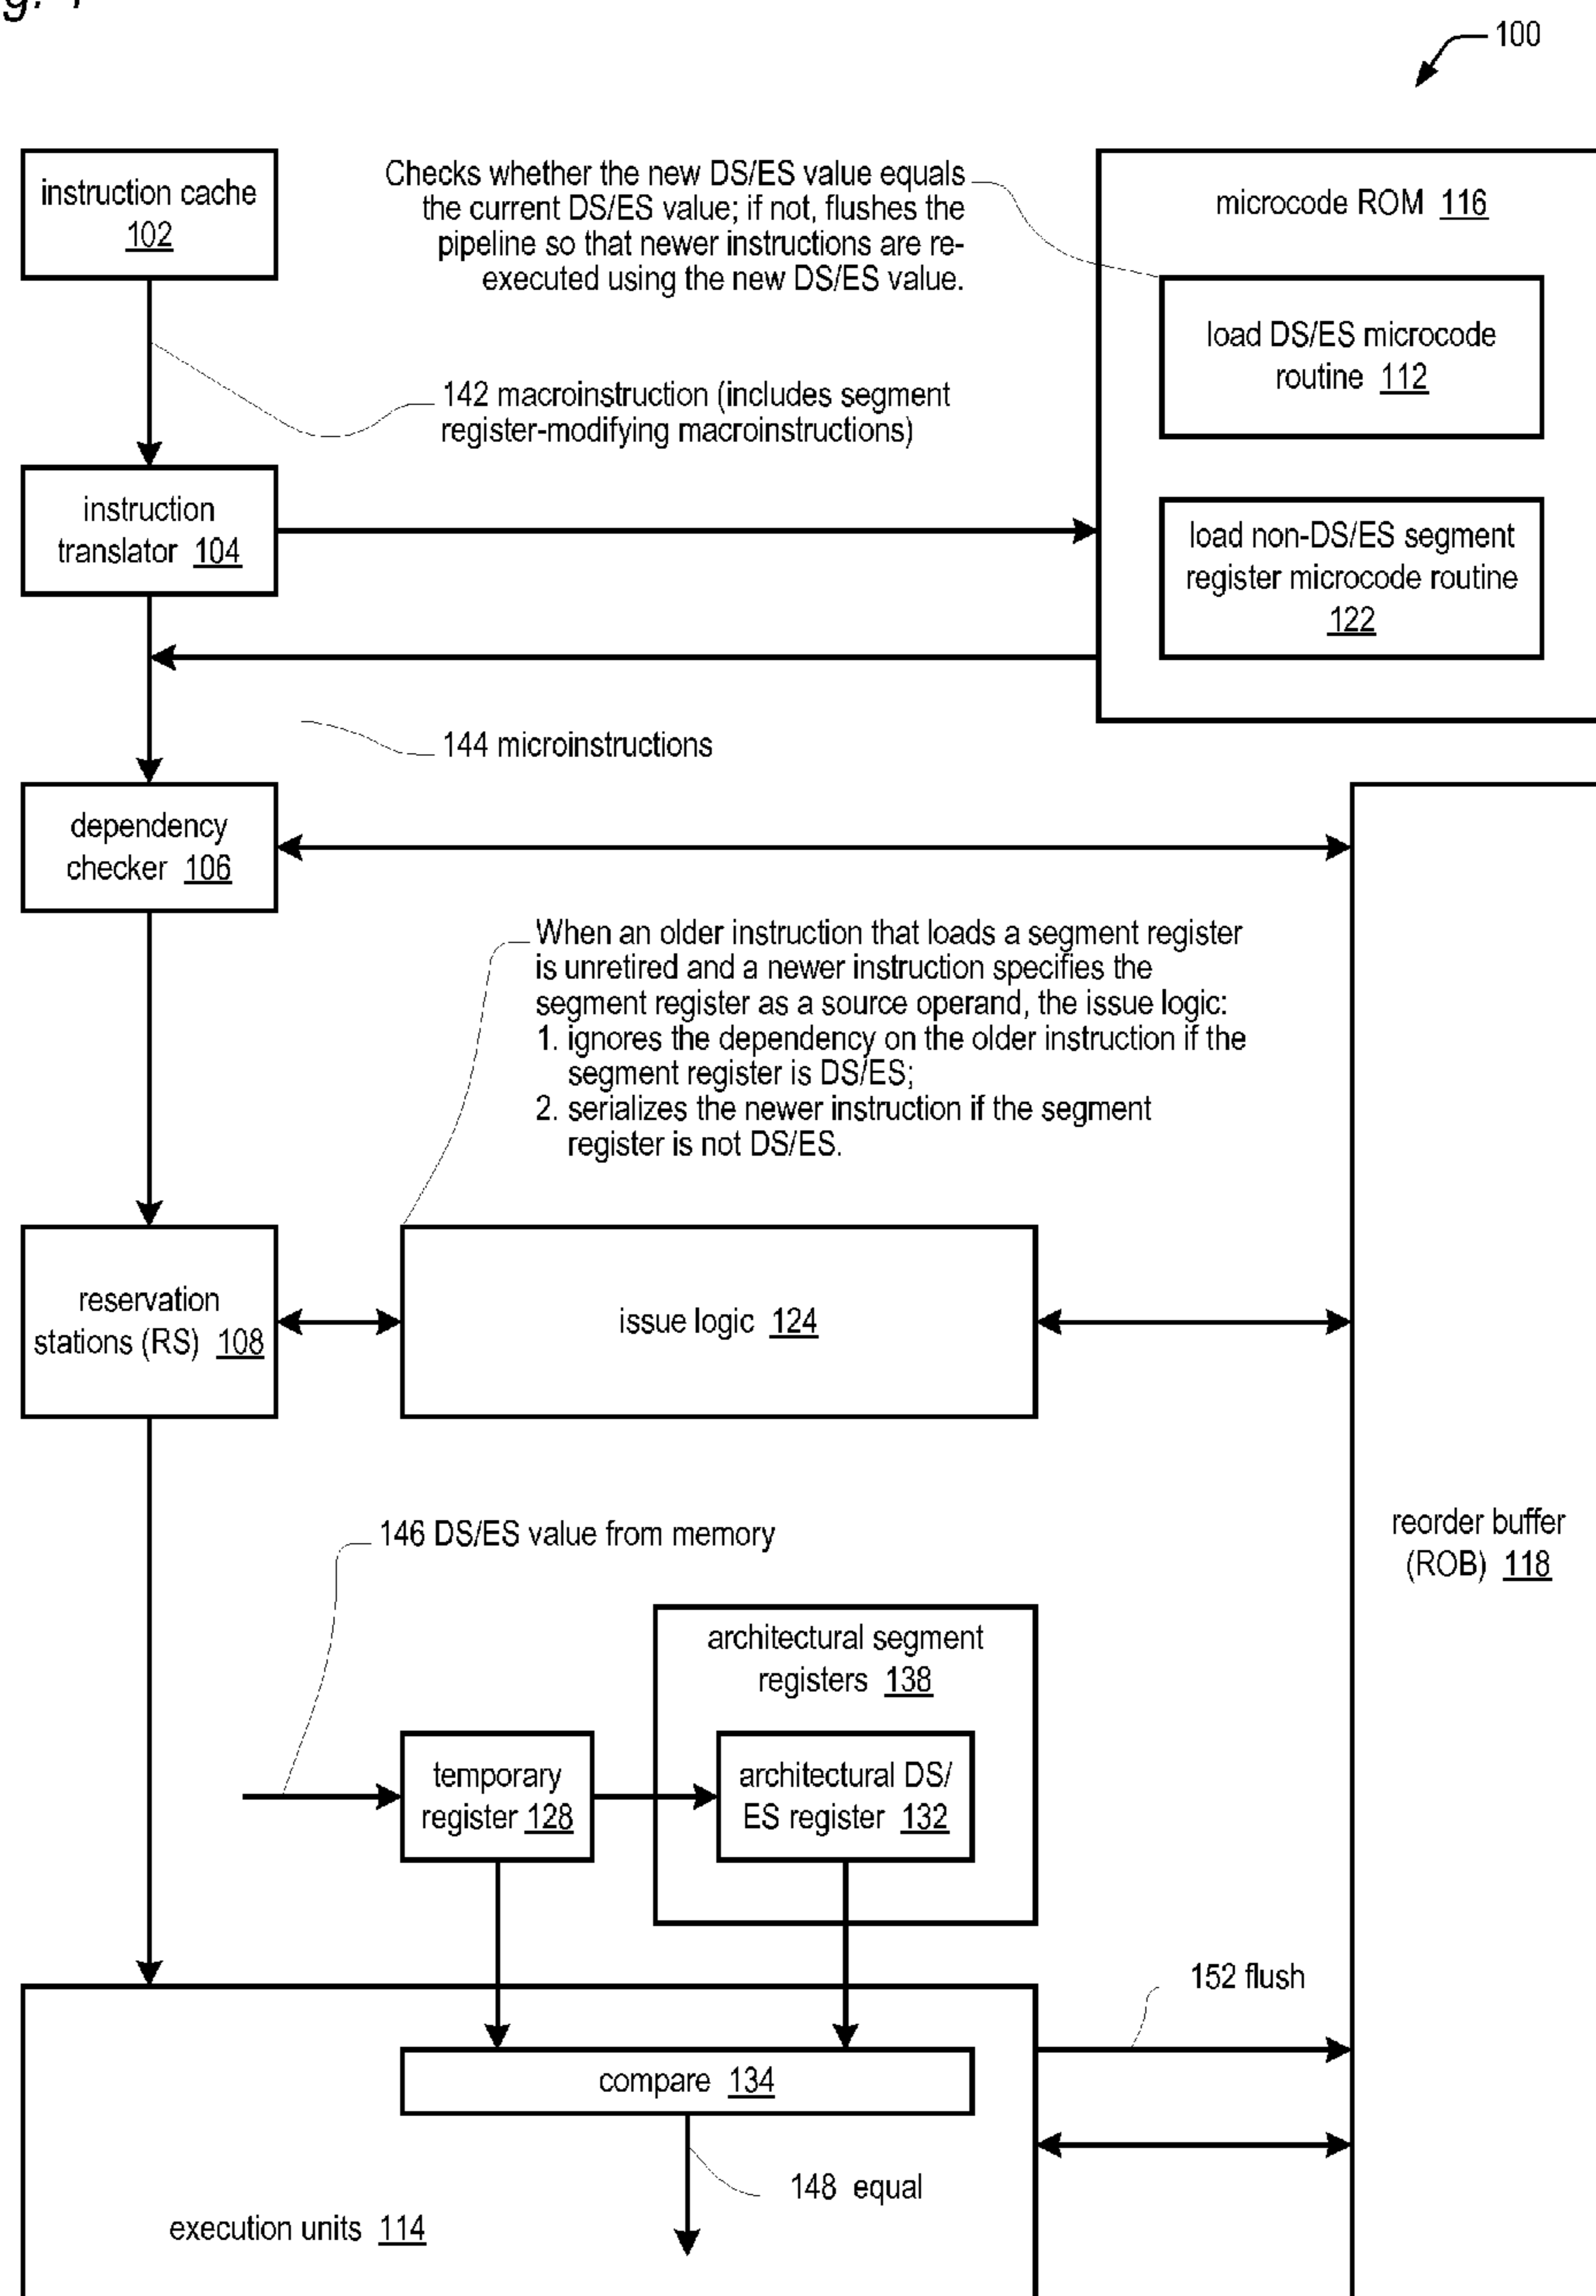 100
instruction cache
102
Checks whether the new DS/ES value equals
the current DS/ES value; if not, flushes the
pipeline so that newer instructions are re-
executed using the new DS/ES value.
microcode ROM 116
load DS/ES microcode
routine 112
142 macroinstruction (includes segment
register-modifying macroinstructions)
instruction
translator 104
load non-DS/ES segment
register microcode routine
122
144 microinstructions
dependency
checker 106
When an older instruction that loads a segment register
is unretired and a newer instruction specifies the
segment register as a source operand, the issue logic:
1. ignores the dependency on the older instruction if the
segment register is DS/ES;
2. serializes the newer instruction if the segment
register is not DS/ES.
reservation
stations (RS) 108
issue logic 124
reorder buffer
(ROB) 118
146 DS/ES value from memory
architectural segment
registers 138
temporary
register 128
architectural DS/
ES register 132
152 flush
compare 134
148 equal
execution units 114